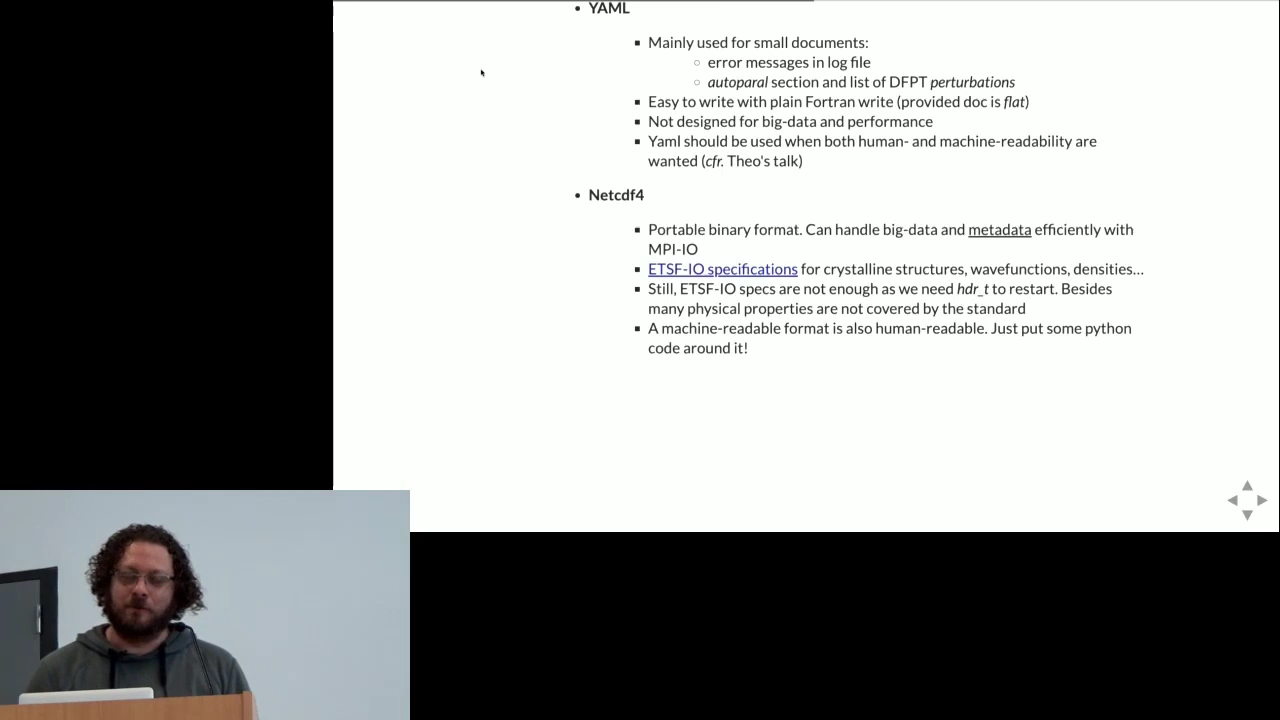 YAML
Mainly used for small documents:
error messages in log file
autoparal section and list of DFPT perturbations
Easy to write with plain Fortran write (provided doc is flat)
Not designed for big-data and performance
Yaml should be used when both human- and machine-readability are
wanted (cfr. Theo's talk)
Netcdf4
Portable binary format. Can handle big-data and metadata efficiently with
MPI-IO
ETSF-IO specifications for crystalline structures, wavefunctions, densities...
Still, ETSF-IO specs are not enough as we need hdr_t to restart. Besides
many physical properties are not covered by the standard
A machine-readable format is also human-readable. Just put some python
code around it!